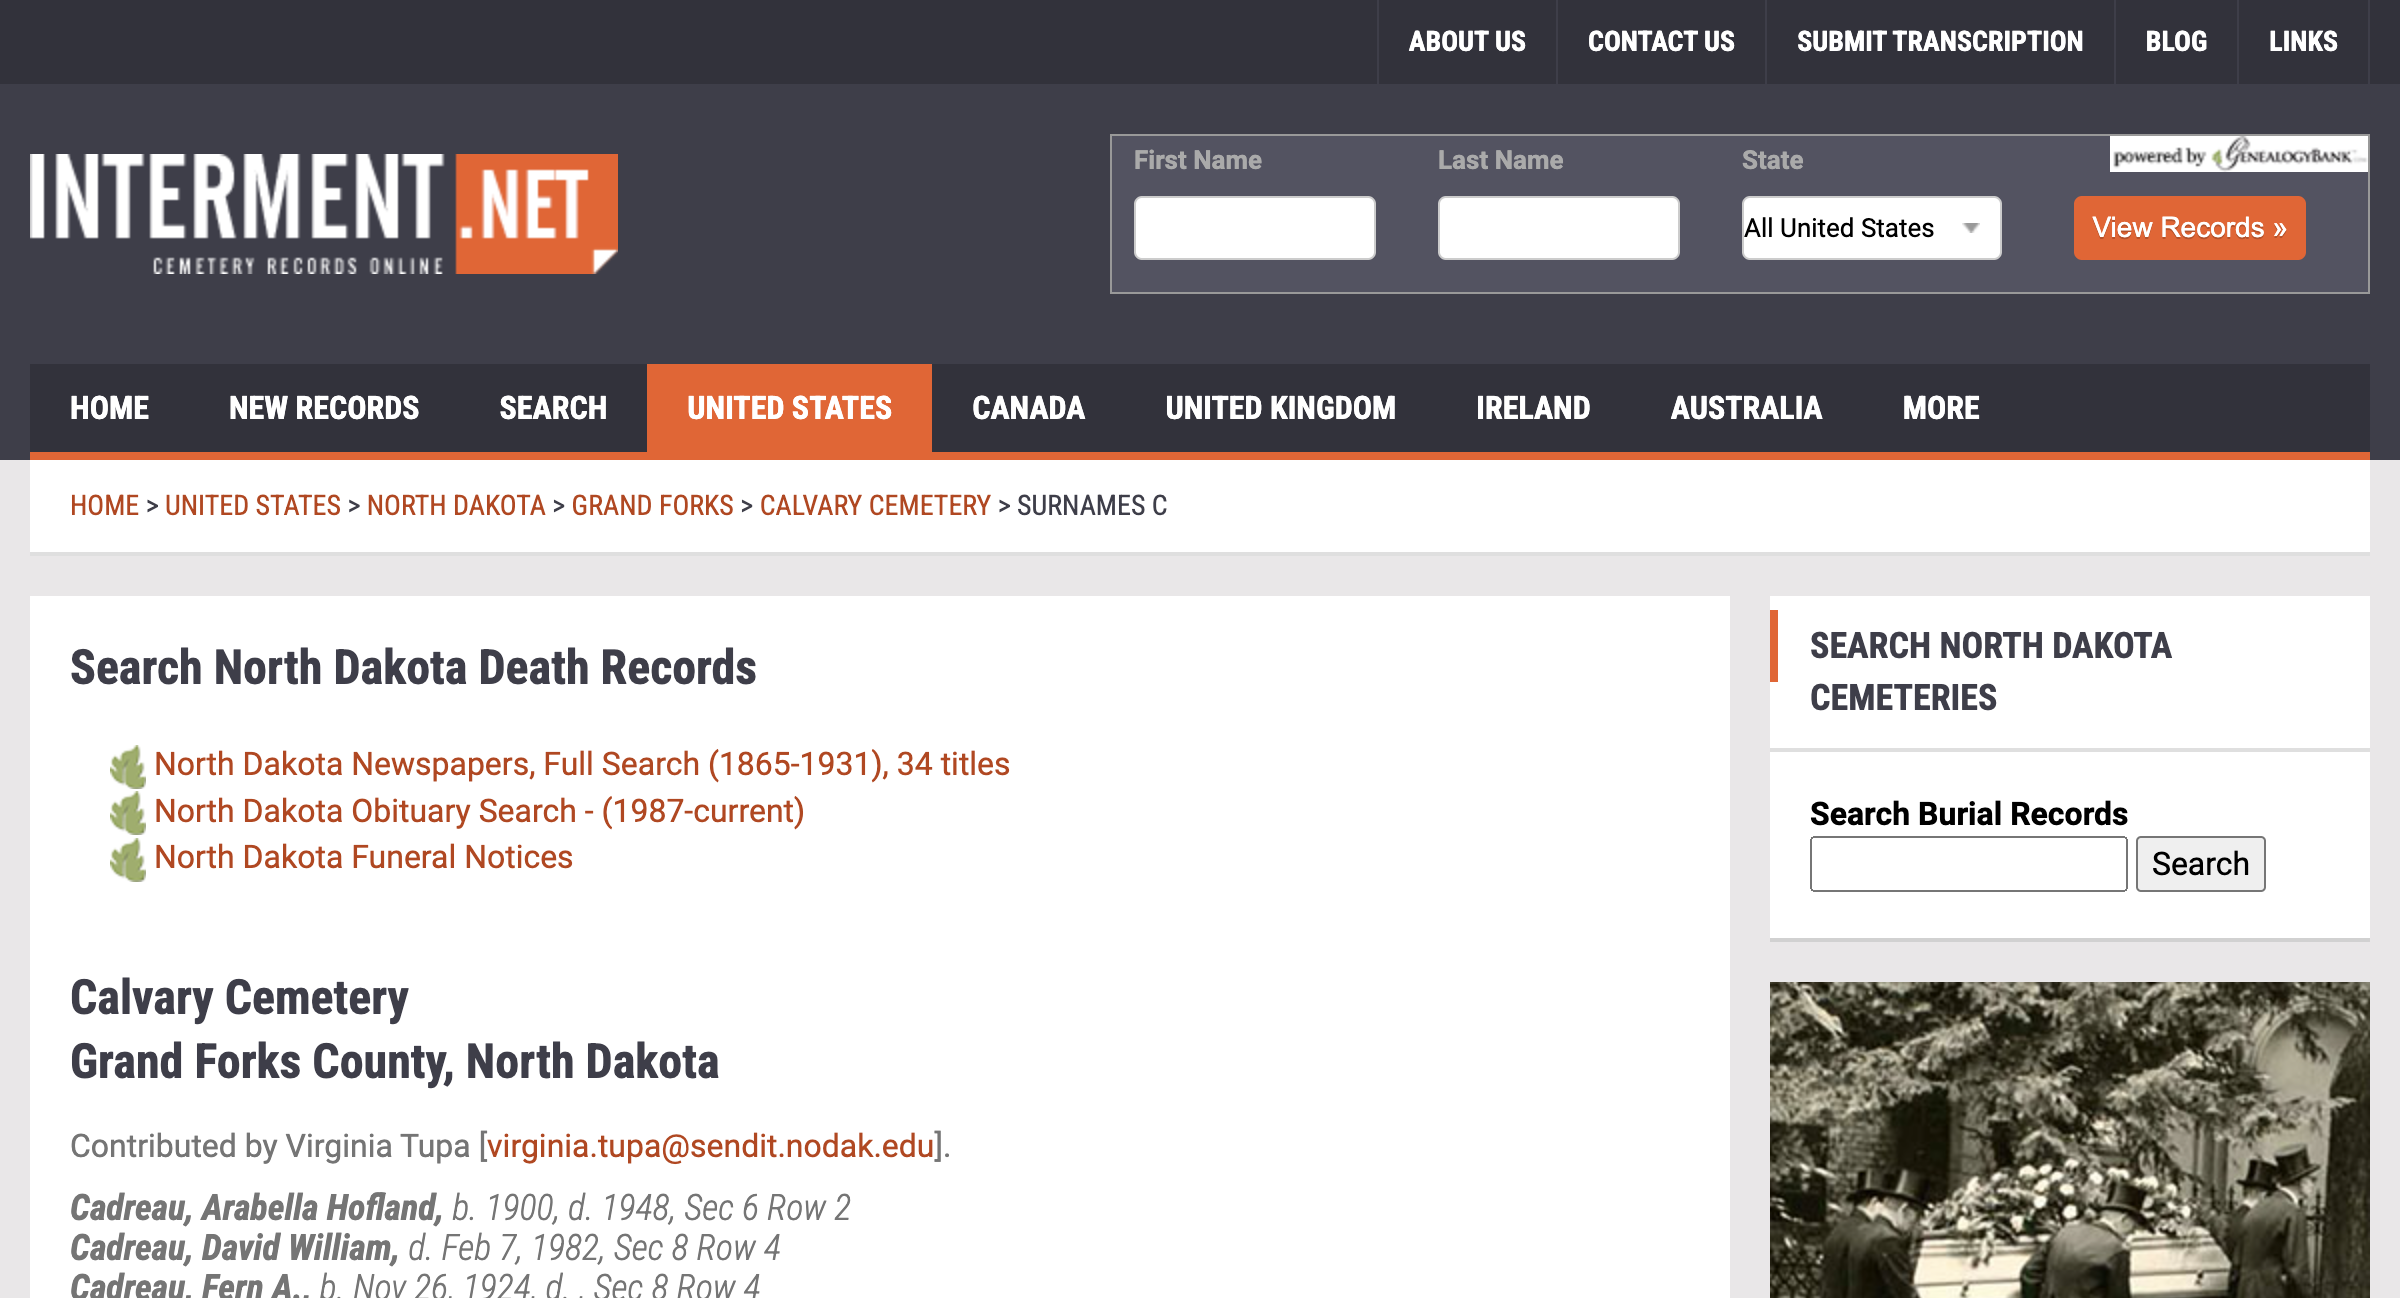 ABOUT US CONTACT US SUBMIT TRANSCRIPTION BLOG LINKS
INTERMENT.NET
CEMETERY RECORDS ONLINE
First Name Last Name State powered by GENEALOGYBANK
All United States View Records »
HOME NEW RECORDS SEARCH UNITED STATES CANADA UNITED KINGDOM IRELAND AUSTRALIA MORE
HOME > UNITED STATES > NORTH DAKOTA > GRAND FORKS > CALVARY CEMETERY > SURNAMES C
Search North Dakota Death Records
North Dakota Newspapers, Full Search (1865-1931), 34 titles
North Dakota Obituary Search - (1987-current)
North Dakota Funeral Notices
Calvary Cemetery
Grand Forks County, North Dakota
Contributed by Virginia Tupa [virginia.tupa@sendit.nodak.edu].
Cadreau, Arabella Hofland, b. 1900, d. 1948, Sec 6 Row 2
Cadreau, David William, d. Feb 7, 1982, Sec 8 Row 4
Cadreau, Fern A., b. Nov 26, 1924, d. , Sec 8 Row 4
SEARCH NORTH DAKOTA
CEMETERIES
Search Burial Records
Search